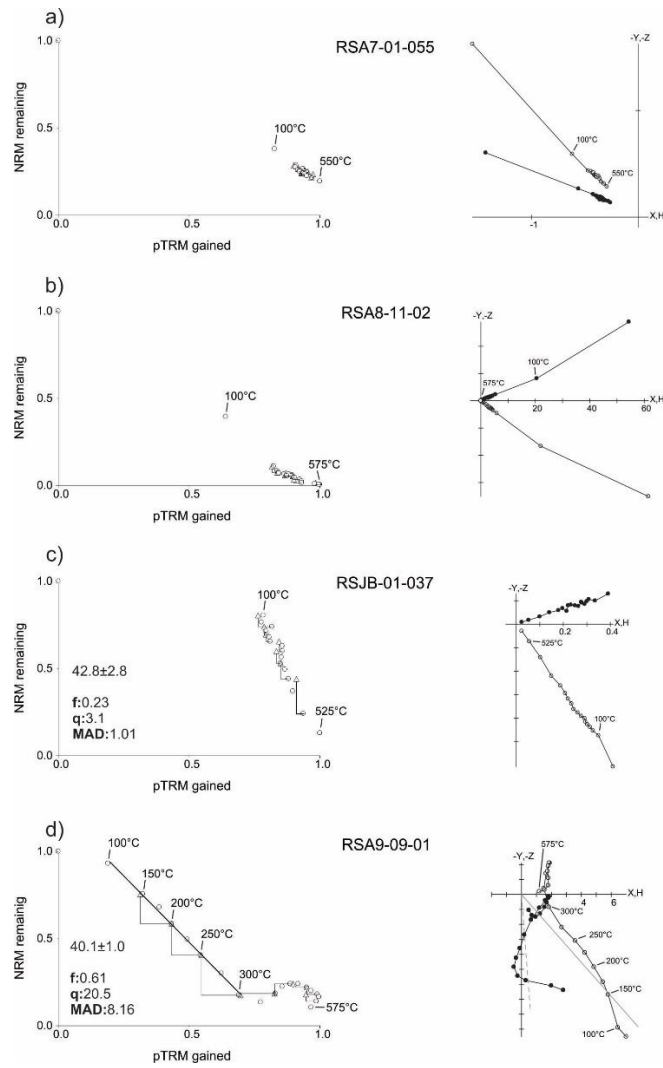 a)
RSA7-01-055
1.0
0.5
0.0
NRM remaining
100°C
550°C
0.0
0.5
1.0
pTRM gained
-Y,-Z
100°C
550°C
-1
X,H
b)
RSA8-11-02
1.0
0.5
0.0
NRM remainig
100°C
575°C
0.0
0.5
1.0
pTRM gained
-Y,-Z
100°C
575°C
X,H
20
40
60
c)
RSJB-01-037
1.0
0.5
0.0
NRM remaining
100°C
42.8±2.8
f:0.23
q:3.1
MAD:1.01
525°C
0.0
0.5
1.0
pTRM gained
-Y,-Z
X,H
0.2
0.4
525°C
100°C
d)
RSA9-09-01
1.0
0.5
0.0
NRM remaining
100°C
150°C
200°C
250°C
300°C
40.1±1.0
f:0.61
q:20.5
MAD:8.16
575°C
0.0
0.5
1.0
pTRM gained
-Y,-Z
575°C
X,H
4
6
300°C
250°C
200°C
150°C
100°C